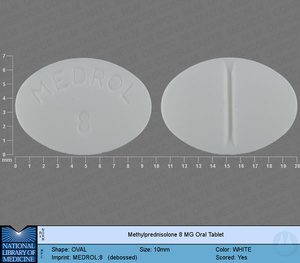 7
6
5
4
3
2
1
0
mm
MEDROL
8
0 1 2 3 4 5 6 7 8 9 10 11 12 13 14 15 16 17 18 19 20
NATIONAL
LIBRARY OF
MEDICINE
Methylprednisolone 8 MG Oral Tablet
Shape: OVAL Size: 10mm Color: WHITE
Imprint: MEDROL;8 (debossed) Scored: Yes